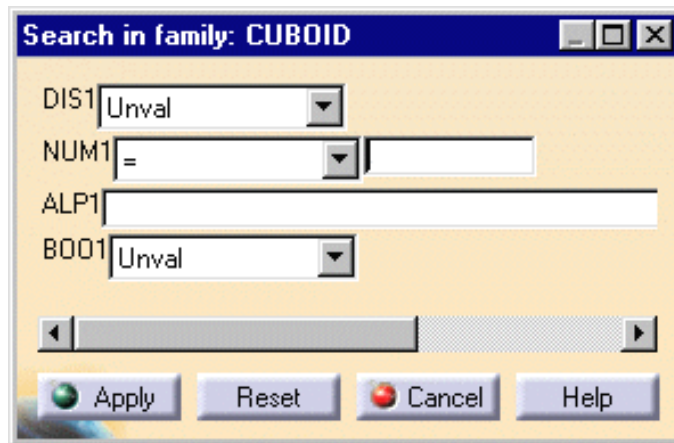 Search in family: CUBOID
DIS1 Unval
NUM1 =
ALP1
BOO1 Unval
Apply Reset Cancel Help